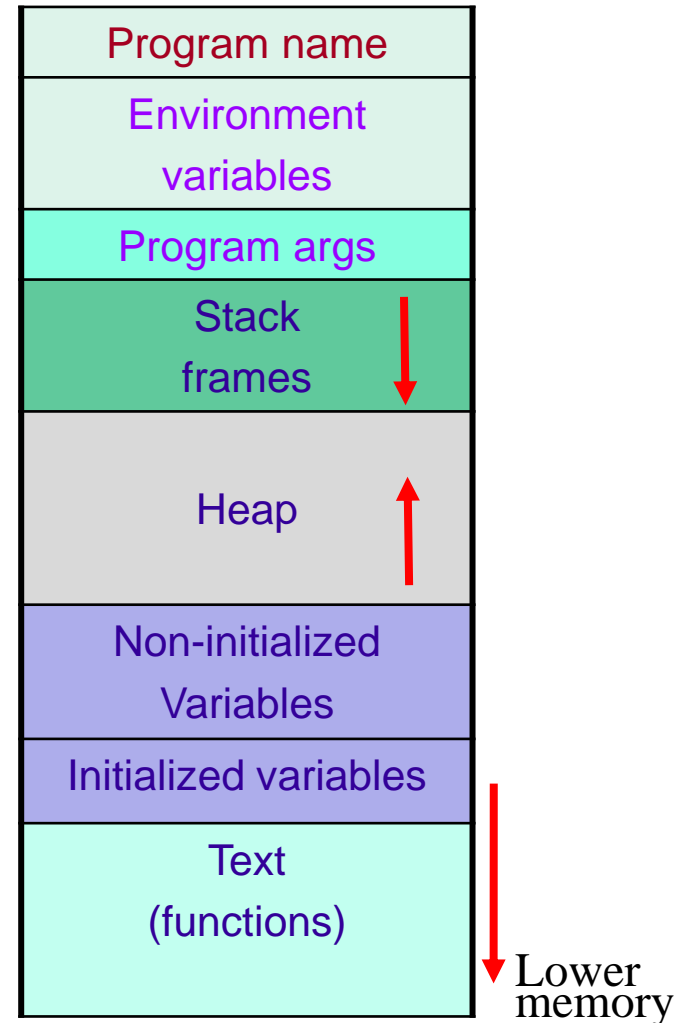 Program name
Environment
variables
Program args
Stack
frames
Heap
Non-initialized
Variables
Initialized variables
Text
(functions)
Lower
memory